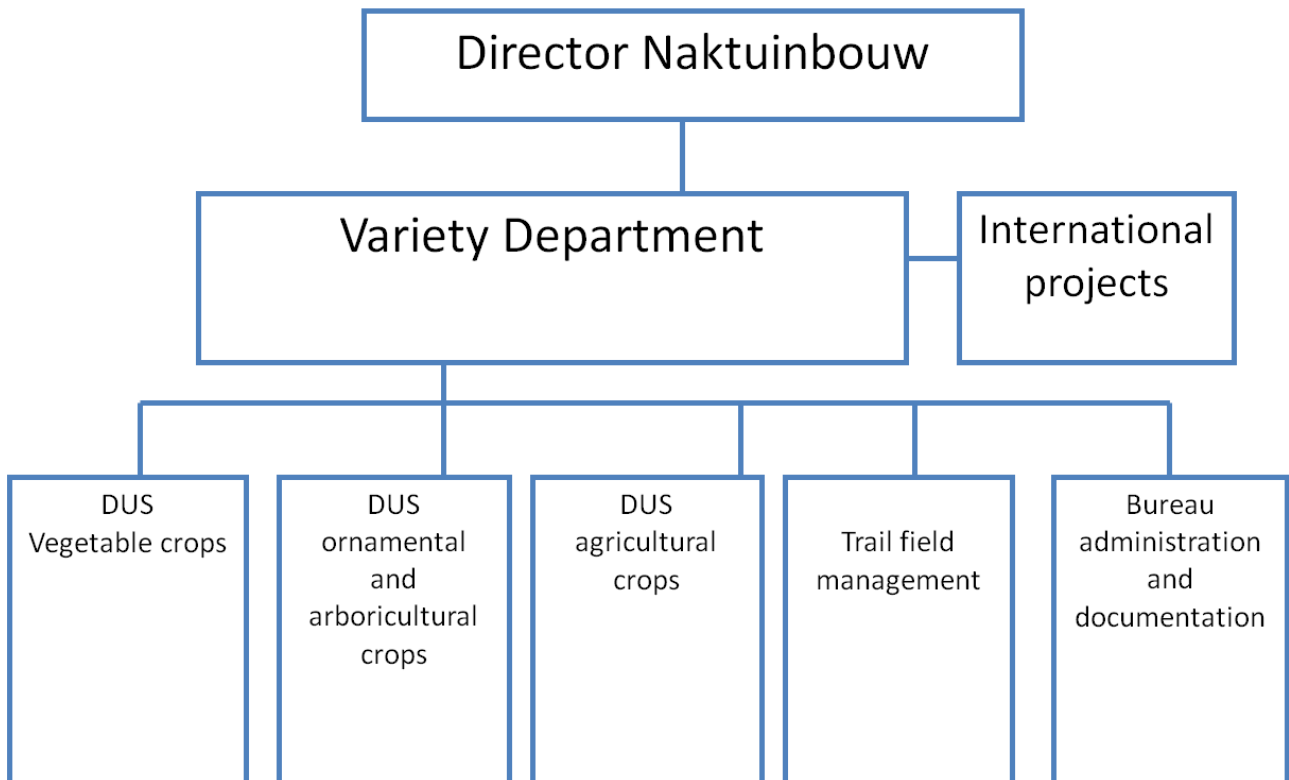 Director Naktuinbouw
Variety Department
International
projects
DUS
Vegetable crops
DUS
ornamental
and
arboricultural
crops
DUS
agricultural
crops
Trail field
management
Bureau
administration
and
documentation